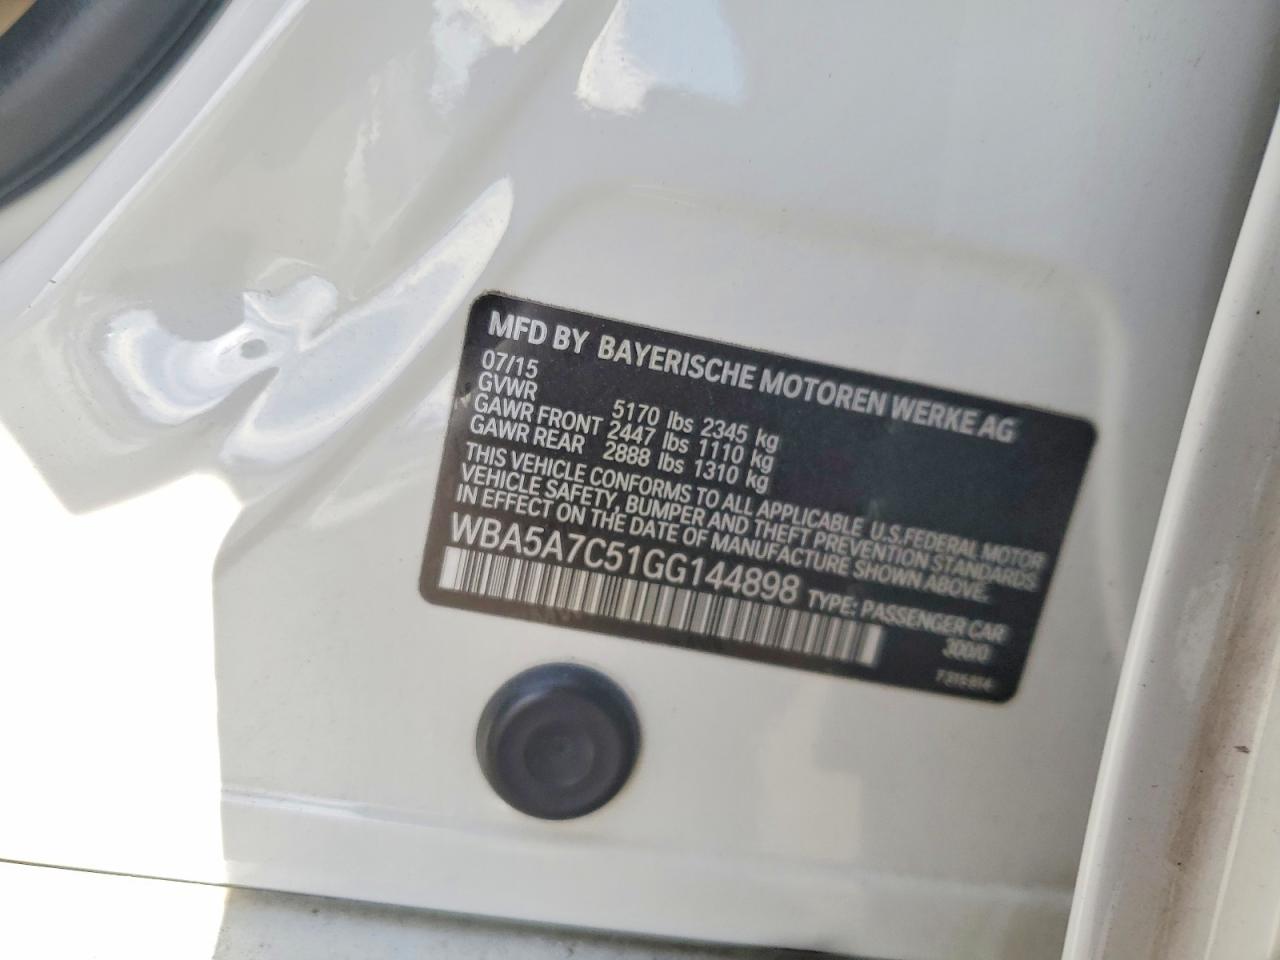 MFD BY BAYERISCHE MOTOREN WERKE AG
07/15
GVWR 5170 lbs 2345 kg
GAWR FRONT 2447 lbs 1110 kg
GAWR REAR 2888 lbs 1310 kg
THIS VEHICLE CONFORMS TO ALL APPLICABLE U.S.FEDERAL MOTOR
VEHICLE SAFETY, BUMPER AND THEFT PREVENTION STANDARDS
IN EFFECT ON THE DATE OF MANUFACTURE SHOWN ABOVE.
WBA5A7C51GG144898 TYPE: PASSENGER CAR
300/0